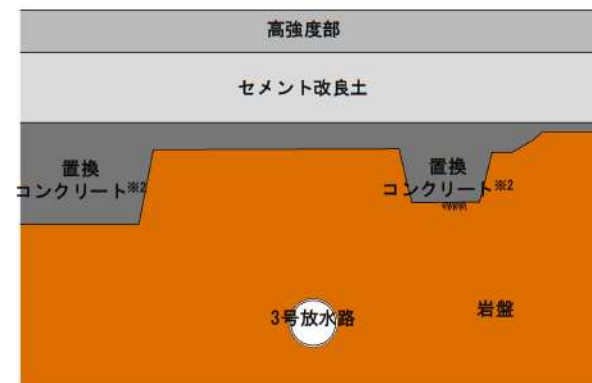 高強度部
セメント改良土
置換
コンクリート※2
置換
コンクリート※2
3号放水路
岩盤